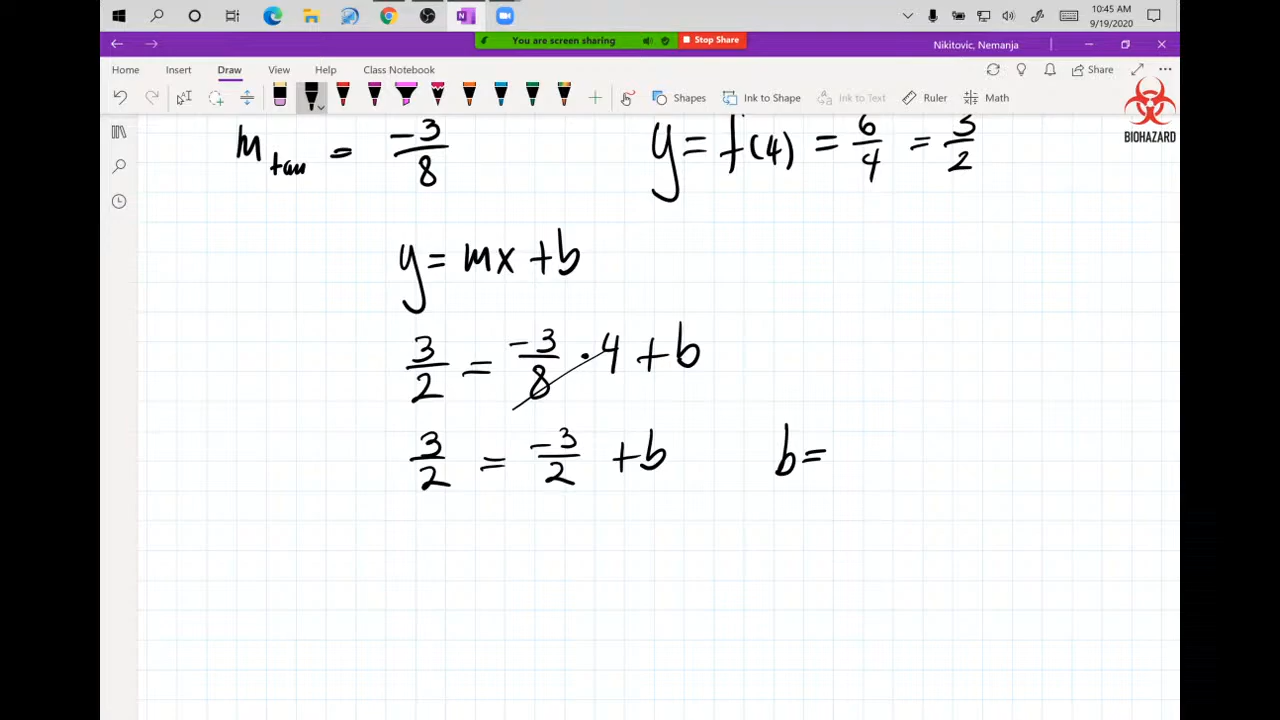 10:45 AM
9/19/2020
You are screen sharing
Stop Share
Nikitovic, Nemanja
Home Insert Draw View Help Class Notebook
Share
Shapes Ink to Shape Ink to Text Ruler Math
BIOHAZARD
m_tan = -3/8
y = f(4) = 6/4 = 3/2
y = mx + b
3/2 = -3/8 · 4 + b
3/2 = -3/2 + b b =